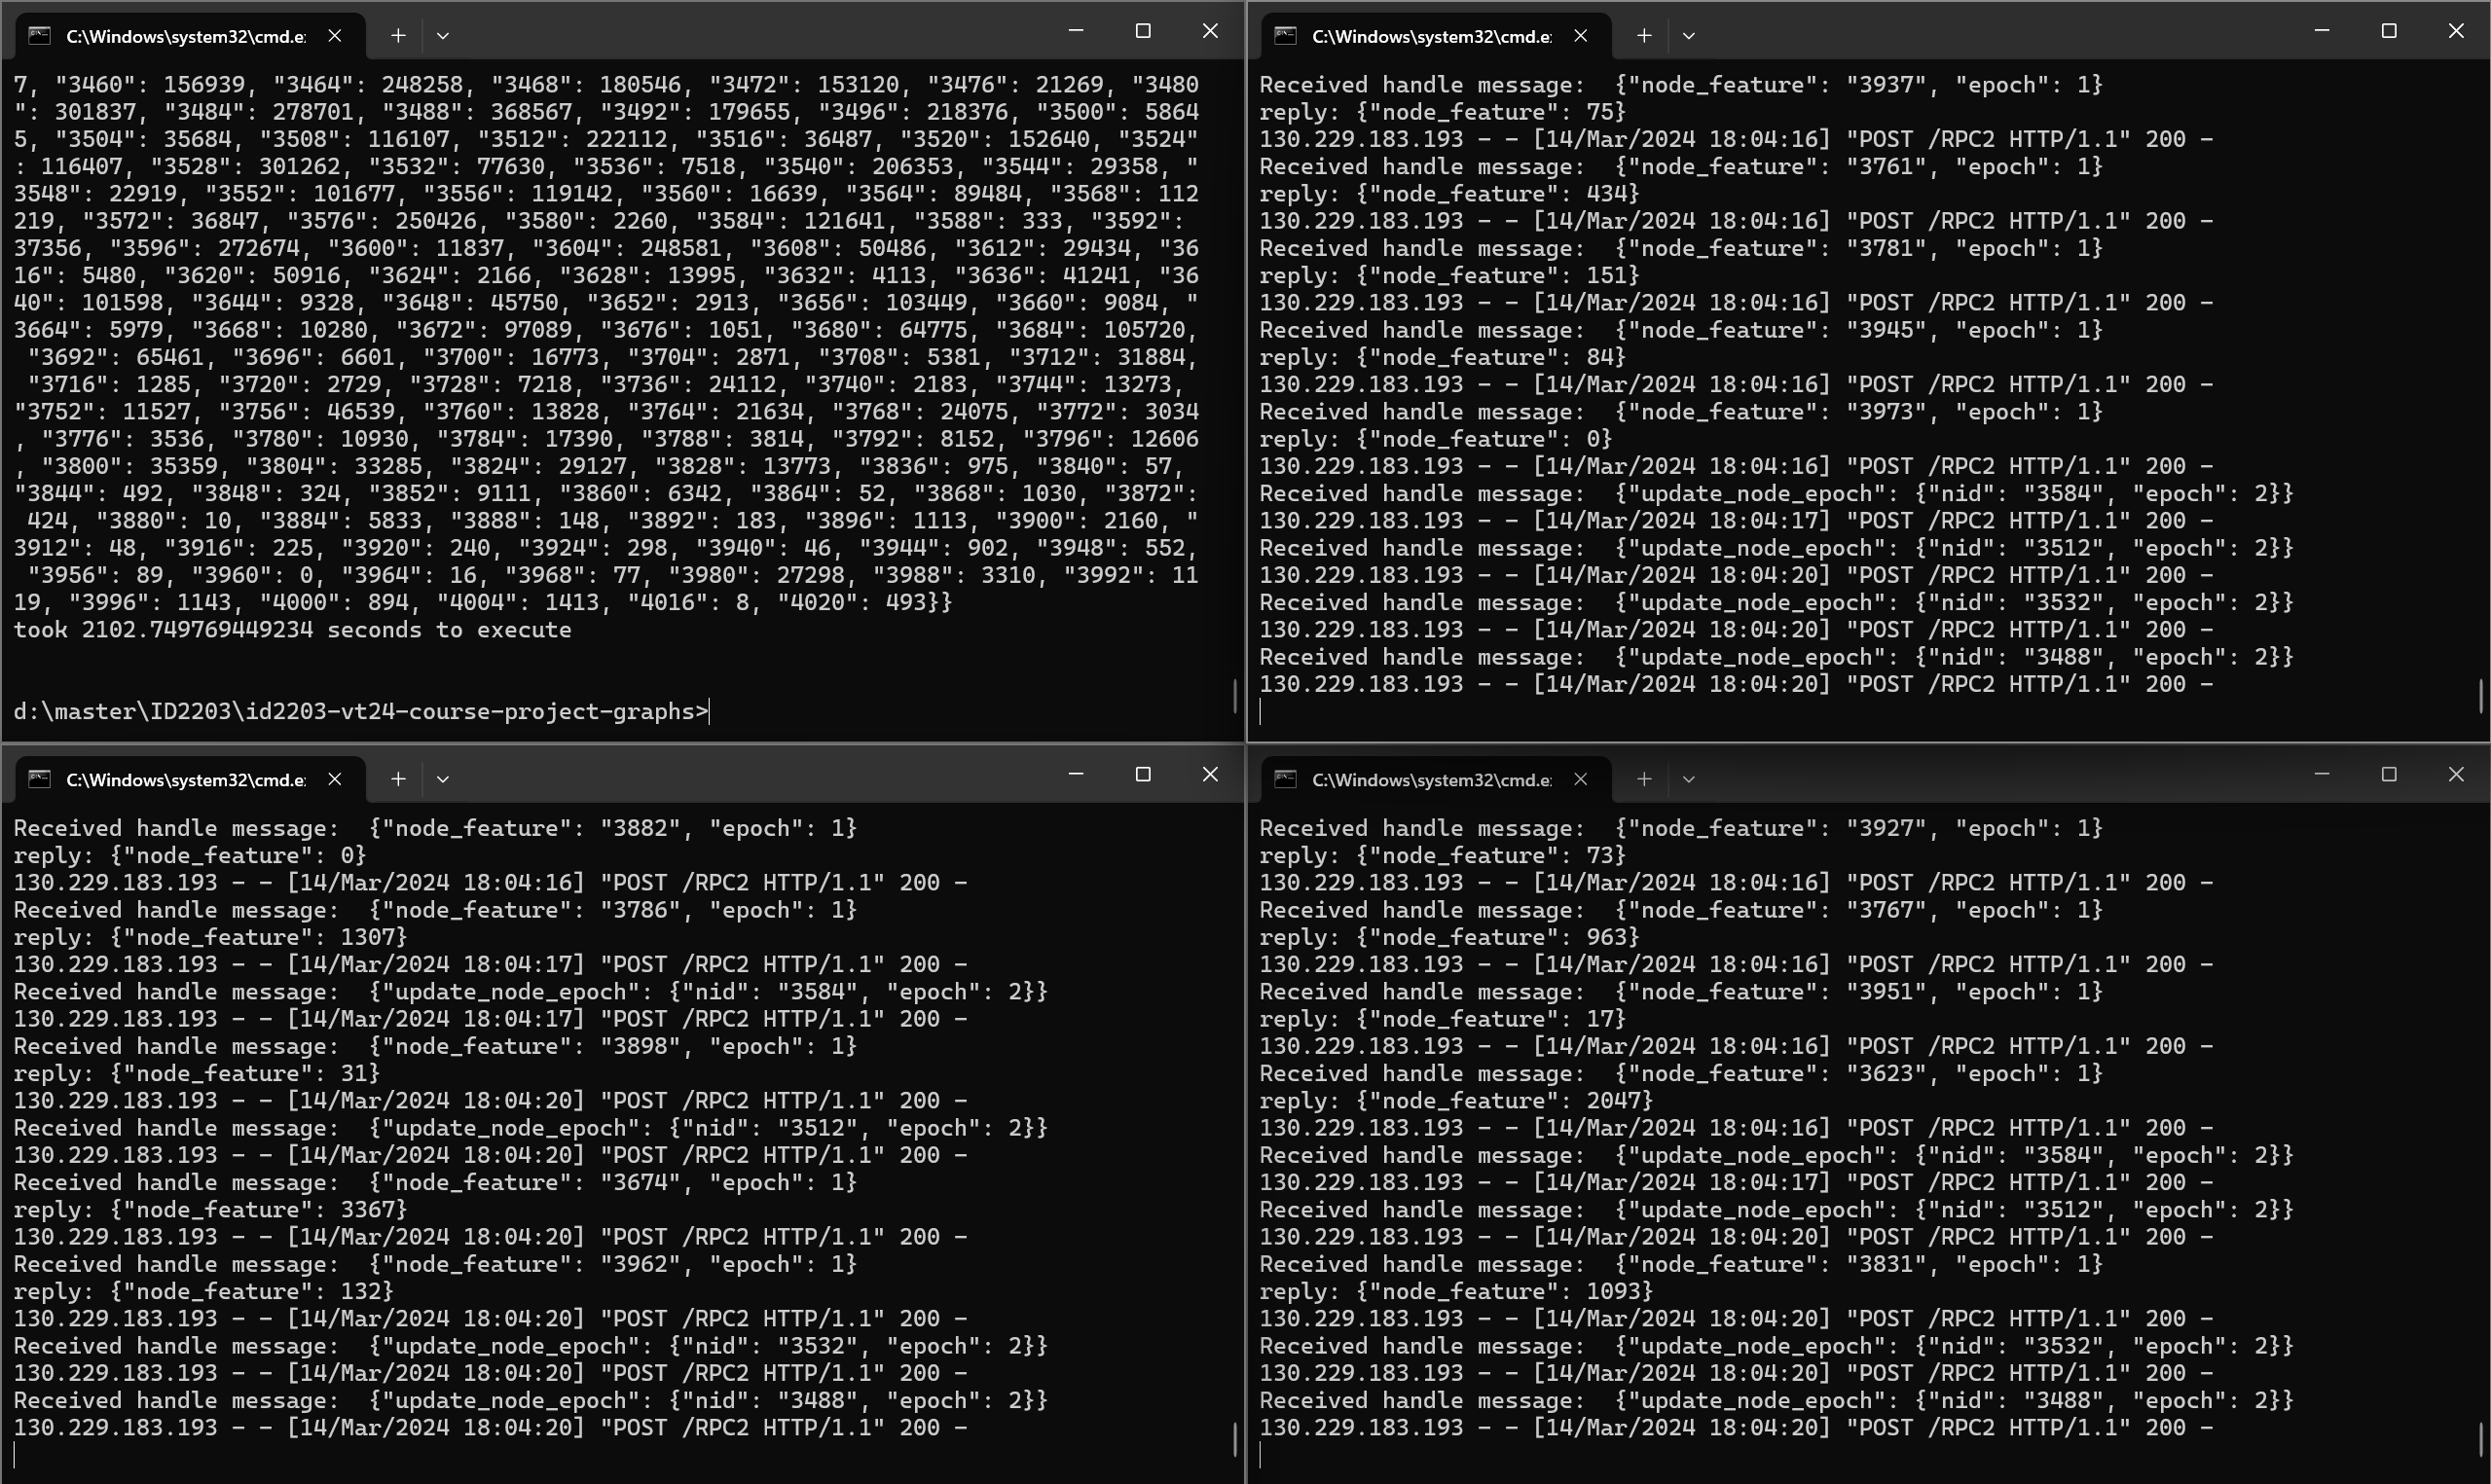 C:\Windows\system32\cmd.e:
7, "3460": 156939, "3464": 248258, "3468": 180546, "3472": 153120, "3476": 21269, "3480
": 301837, "3484": 278701, "3488": 368567, "3492": 179655, "3496": 218376, "3500": 5864
5, "3504": 35684, "3508": 116107, "3512": 222112, "3516": 36487, "3520": 152640, "3524"
: 116407, "3528": 301262, "3532": 77630, "3536": 7518, "3540": 206353, "3544": 29358, "
3548": 22919, "3552": 101677, "3556": 119142, "3560": 16639, "3564": 89484, "3568": 112
219, "3572": 36847, "3576": 250426, "3580": 2260, "3584": 121641, "3588": 333, "3592":
37356, "3596": 272674, "3600": 11837, "3604": 248581, "3608": 50486, "3612": 29434, "36
16": 5480, "3620": 50916, "3624": 2166, "3628": 13995, "3632": 4113, "3636": 41241, "36
40": 101598, "3644": 9328, "3648": 45750, "3652": 2913, "3656": 103449, "3660": 9084, "
3664": 5979, "3668": 10280, "3672": 97089, "3676": 1051, "3680": 64775, "3684": 105720,
"3692": 65461, "3696": 6601, "3700": 16773, "3704": 2871, "3708": 5381, "3712": 31884,
"3716": 1285, "3720": 2729, "3728": 7218, "3736": 24112, "3740": 2183, "3744": 13273,
"3752": 11527, "3756": 46539, "3760": 13828, "3764": 21634, "3768": 24075, "3772": 3034
, "3776": 3536, "3780": 10930, "3784": 17390, "3788": 3814, "3792": 8152, "3796": 12606
, "3800": 35359, "3804": 33285, "3824": 29127, "3828": 13773, "3836": 975, "3840": 57,
"3844": 492, "3848": 324, "3852": 9111, "3860": 6342, "3864": 52, "3868": 1030, "3872":
424, "3880": 10, "3884": 5833, "3888": 148, "3892": 183, "3896": 1113, "3900": 2160, "
3912": 48, "3916": 225, "3920": 240, "3924": 298, "3940": 46, "3944": 902, "3948": 552,
"3956": 89, "3960": 0, "3964": 16, "3968": 77, "3980": 27298, "3988": 3310, "3992": 11
19, "3996": 1143, "4000": 894, "4004": 1413, "4016": 8, "4020": 493}}
took 2102.749769449234 seconds to execute
d:\master\ID2203\id2203-vt24-course-project-graphs>
C:\Windows\system32\cmd.e:
Received handle message:  {"node_feature": "3937", "epoch": 1}
reply: {"node_feature": 75}
130.229.183.193 - - [14/Mar/2024 18:04:16] "POST /RPC2 HTTP/1.1" 200 -
Received handle message:  {"node_feature": "3761", "epoch": 1}
reply: {"node_feature": 434}
130.229.183.193 - - [14/Mar/2024 18:04:16] "POST /RPC2 HTTP/1.1" 200 -
Received handle message:  {"node_feature": "3781", "epoch": 1}
reply: {"node_feature": 151}
130.229.183.193 - - [14/Mar/2024 18:04:16] "POST /RPC2 HTTP/1.1" 200 -
Received handle message:  {"node_feature": "3945", "epoch": 1}
reply: {"node_feature": 84}
130.229.183.193 - - [14/Mar/2024 18:04:16] "POST /RPC2 HTTP/1.1" 200 -
Received handle message:  {"node_feature": "3973", "epoch": 1}
reply: {"node_feature": 0}
130.229.183.193 - - [14/Mar/2024 18:04:16] "POST /RPC2 HTTP/1.1" 200 -
Received handle message:  {"update_node_epoch": {"nid": "3584", "epoch": 2}}
130.229.183.193 - - [14/Mar/2024 18:04:17] "POST /RPC2 HTTP/1.1" 200 -
Received handle message:  {"update_node_epoch": {"nid": "3512", "epoch": 2}}
130.229.183.193 - - [14/Mar/2024 18:04:20] "POST /RPC2 HTTP/1.1" 200 -
Received handle message:  {"update_node_epoch": {"nid": "3532", "epoch": 2}}
130.229.183.193 - - [14/Mar/2024 18:04:20] "POST /RPC2 HTTP/1.1" 200 -
Received handle message:  {"update_node_epoch": {"nid": "3488", "epoch": 2}}
130.229.183.193 - - [14/Mar/2024 18:04:20] "POST /RPC2 HTTP/1.1" 200 -
C:\Windows\system32\cmd.e:
Received handle message:  {"node_feature": "3882", "epoch": 1}
reply: {"node_feature": 0}
130.229.183.193 - - [14/Mar/2024 18:04:16] "POST /RPC2 HTTP/1.1" 200 -
Received handle message:  {"node_feature": "3786", "epoch": 1}
reply: {"node_feature": 1307}
130.229.183.193 - - [14/Mar/2024 18:04:17] "POST /RPC2 HTTP/1.1" 200 -
Received handle message:  {"update_node_epoch": {"nid": "3584", "epoch": 2}}
130.229.183.193 - - [14/Mar/2024 18:04:17] "POST /RPC2 HTTP/1.1" 200 -
Received handle message:  {"node_feature": "3898", "epoch": 1}
reply: {"node_feature": 31}
130.229.183.193 - - [14/Mar/2024 18:04:20] "POST /RPC2 HTTP/1.1" 200 -
Received handle message:  {"update_node_epoch": {"nid": "3512", "epoch": 2}}
130.229.183.193 - - [14/Mar/2024 18:04:20] "POST /RPC2 HTTP/1.1" 200 -
Received handle message:  {"node_feature": "3674", "epoch": 1}
reply: {"node_feature": 3367}
130.229.183.193 - - [14/Mar/2024 18:04:20] "POST /RPC2 HTTP/1.1" 200 -
Received handle message:  {"node_feature": "3962", "epoch": 1}
reply: {"node_feature": 132}
130.229.183.193 - - [14/Mar/2024 18:04:20] "POST /RPC2 HTTP/1.1" 200 -
Received handle message:  {"update_node_epoch": {"nid": "3532", "epoch": 2}}
130.229.183.193 - - [14/Mar/2024 18:04:20] "POST /RPC2 HTTP/1.1" 200 -
Received handle message:  {"update_node_epoch": {"nid": "3488", "epoch": 2}}
130.229.183.193 - - [14/Mar/2024 18:04:20] "POST /RPC2 HTTP/1.1" 200 -
C:\Windows\system32\cmd.e:
Received handle message:  {"node_feature": "3927", "epoch": 1}
reply: {"node_feature": 73}
130.229.183.193 - - [14/Mar/2024 18:04:16] "POST /RPC2 HTTP/1.1" 200 -
Received handle message:  {"node_feature": "3767", "epoch": 1}
reply: {"node_feature": 963}
130.229.183.193 - - [14/Mar/2024 18:04:16] "POST /RPC2 HTTP/1.1" 200 -
Received handle message:  {"node_feature": "3951", "epoch": 1}
reply: {"node_feature": 17}
130.229.183.193 - - [14/Mar/2024 18:04:16] "POST /RPC2 HTTP/1.1" 200 -
Received handle message:  {"node_feature": "3623", "epoch": 1}
reply: {"node_feature": 2047}
130.229.183.193 - - [14/Mar/2024 18:04:16] "POST /RPC2 HTTP/1.1" 200 -
Received handle message:  {"update_node_epoch": {"nid": "3584", "epoch": 2}}
130.229.183.193 - - [14/Mar/2024 18:04:17] "POST /RPC2 HTTP/1.1" 200 -
Received handle message:  {"update_node_epoch": {"nid": "3512", "epoch": 2}}
130.229.183.193 - - [14/Mar/2024 18:04:20] "POST /RPC2 HTTP/1.1" 200 -
Received handle message:  {"node_feature": "3831", "epoch": 1}
reply: {"node_feature": 1093}
130.229.183.193 - - [14/Mar/2024 18:04:20] "POST /RPC2 HTTP/1.1" 200 -
Received handle message:  {"update_node_epoch": {"nid": "3532", "epoch": 2}}
130.229.183.193 - - [14/Mar/2024 18:04:20] "POST /RPC2 HTTP/1.1" 200 -
Received handle message:  {"update_node_epoch": {"nid": "3488", "epoch": 2}}
130.229.183.193 - - [14/Mar/2024 18:04:20] "POST /RPC2 HTTP/1.1" 200 -